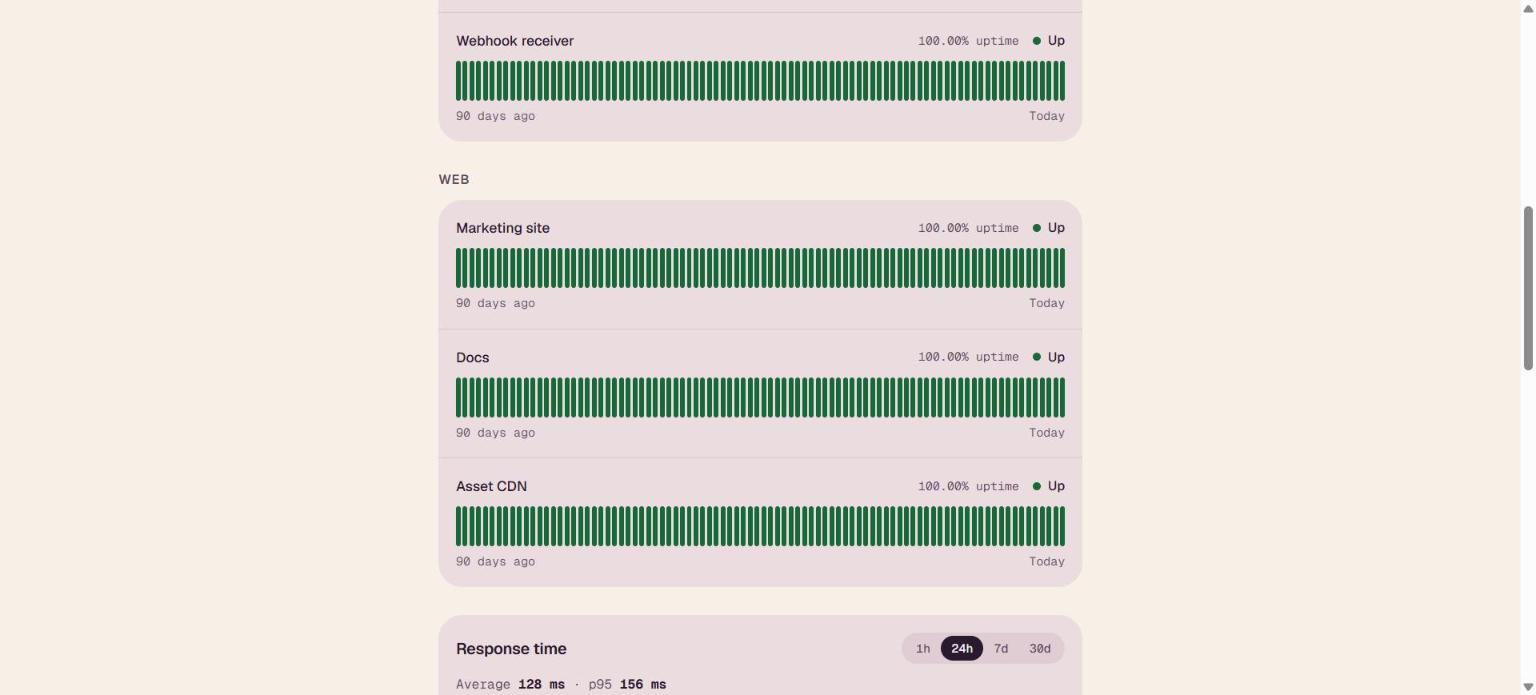 Webhook receiver 100.00% uptime Up
90 days ago Today
WEB
Marketing site 100.00% uptime Up
90 days ago Today
Docs 100.00% uptime Up
90 days ago Today
Asset CDN 100.00% uptime Up
90 days ago Today
Response time 1h 24h 7d 30d
Average 128 ms · p95 156 ms